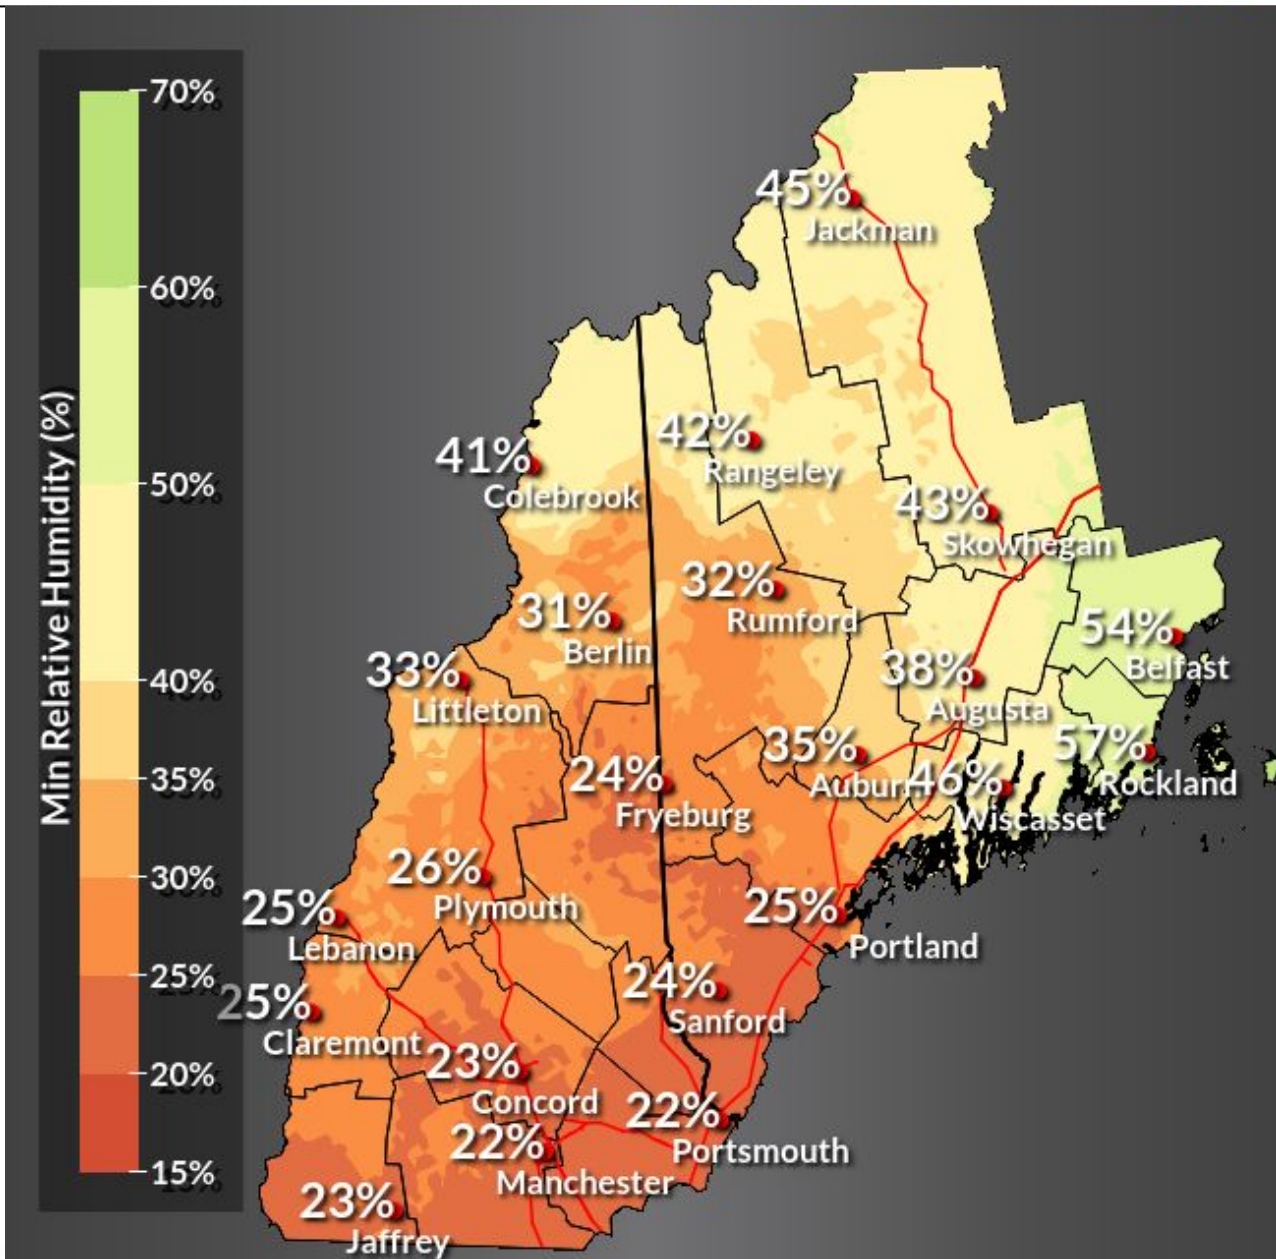 70%
60%
50%
40%
35%
30%
25%
20%
15%
Min Relative Humidity (%)
45%
Jackman
42%
Rangeley
41%
Colebrook
43%
Skowhegan
32%
Rumford
31%
Berlin
54%
Belfast
33%
Littleton
38%
Augusta
35%
Auburn
46%
Wiscasset
57%
Rockland
24%
Fryeburg
26%
Plymouth
25%
Lebanon
25%
Portland
25%
Claremont
24%
Sanford
23%
Concord
22%
Portsmouth
22%
Manchester
23%
Jaffrey